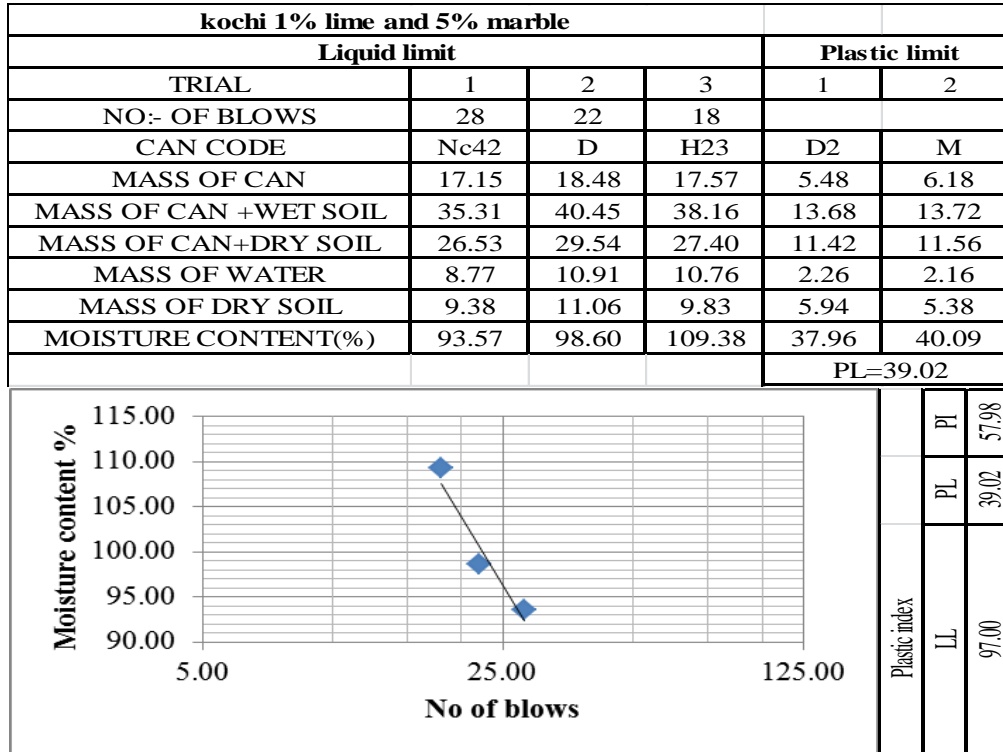 kochi 1% lime and 5% marble
Liquid limit Plastic limit
TRIAL 1 2 3 1 2
NO:- OF BLOWS 28 22 18
CAN CODE Nc42 D H23 D2 M
MASS OF CAN 17.15 18.48 17.57 5.48 6.18
MASS OF CAN +WET SOIL 35.31 40.45 38.16 13.68 13.72
MASS OF CAN+DRY SOIL 26.53 29.54 27.40 11.42 11.56
MASS OF WATER 8.77 10.91 10.76 2.26 2.16
MASS OF DRY SOIL 9.38 11.06 9.83 5.94 5.38
MOISTURE CONTENT(%) 93.57 98.60 109.38 37.96 40.09
PL=39.02
Moisture content %
115.00
110.00
105.00
100.00
95.00
90.00
5.00 25.00 125.00
No of blows
Plastic index
LL PL PI
97.00 39.02 57.98